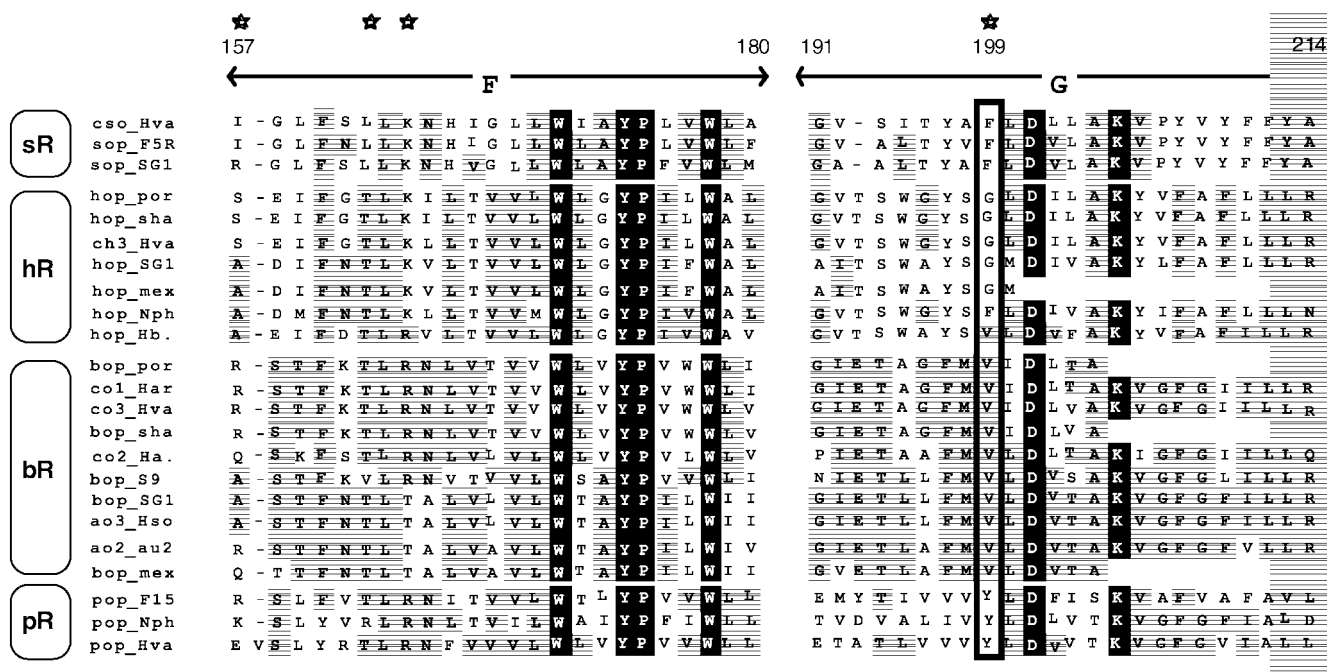 157 180 191 199 214
F G
sR
cso_Hva I - G L F S L L K N H I G L L W I A Y P L V W L A G V - S I T Y A F L D L L A K V P Y V Y F F Y A
sop_F5R I - G L F N L L K N H I G L L W L A Y P L V W L F G V - A L T Y V F L D V L A K V P Y V Y F F Y A
sop_SG1 R - G L F S L L K N H V G L L W L A Y P F V W L M G A - A L T Y A F L D V L A K V P Y V Y F F Y A
hR
hop_por S - E I F G T L K I L T V V L W L G Y P I L W A L G V T S W G Y S G L D I L A K Y V F A F L L L R
hop_sha S - E I F G T L K I L T V V L W L G Y P I L W A L G V T S W G Y S G L D I L A K Y V F A F L L L R
ch3_Hva S - E I F G T L K L L T V V L W L G Y P I L W A L G V T S W G Y S G L D I L A K Y V F A F L L L R
hop_SG1 A - D I F N T L K V L T V V L W L G Y P I F W A L A I T S W A Y S G M D I V A K Y L F A F L L L R
hop_mex A - D I F N T L K V L T V V L W L G Y P I F W A L A I T S W A Y S G M
hop_Nph A - D M F N T L K L L T V V M W L G Y P I V W A L G V T S W G Y S F L D I V A K Y I F A F L L L N
hop_Hb. A - E I F D T L R V L T V V L W L G Y P I V W A V G V T S W A Y S V L D V F A K Y V F A F I L L R
bR
bop_por R - S T F K T L R N L V T V V W L V Y P V W W L I G I E T A G F M V I D L T A
co1_Har R - S T F K T L R N L V T V V W L V Y P V W W L I G I E T A G F M V I D L T A K V G F G I I L L R
co3_Hva R - S T F K T L R N L V T V V W L V Y P V W W L V G I E T A G F M V I D L V A K V G F G I I L L R
bop_sha R - S T F K T L R N L V T V V W L V Y P V W W L V G I E T A G F M V I D L V A
co2_Ha. Q - S K F S T L R N L V L V L W L V Y P V L W L V P I E T A A F M V L D L T A K I G F G I I L L Q
bop_S9 A - S T F K V L R N V T V V L W S A Y P V V W L I N I E T L L F M V L D V S A K V G F G L I L L R
bop_SG1 A - S T F N T L T A L V L V L W T A Y P I L W I I G I E T L L F M V L D V T A K V G F G F I L L R
ao3_Hso A - S T F N T L T A L V L V L W T A Y P I L W I I G I E T L L F M V L D V T A K V G F G F I L L R
ao2_au2 R - S T F N T L T A L V A V L W T A Y P I L W I V G I E T L A F M V L D V T A K V G F G F V L L R
bop_mex Q - T T F N T L T A L V A V L W T A Y P I L W I I G V E T L A F M V L D V T A
pR
pop_F15 R - S L F V T L R N I T V V L W T L Y P V V W L L E M Y T I V V V Y L D F I S K V A F V A F A V L
pop_Nph K - S L Y V R L R N L T V I L W A I Y P F I W L L T V D V A L I V Y L D L V T K V G F G F I A L D
pop_Hva E V S L Y R T L R N F V V V L W L V Y P V V W L L E T A T L V V V Y L D V V T K V G F G V I A L L